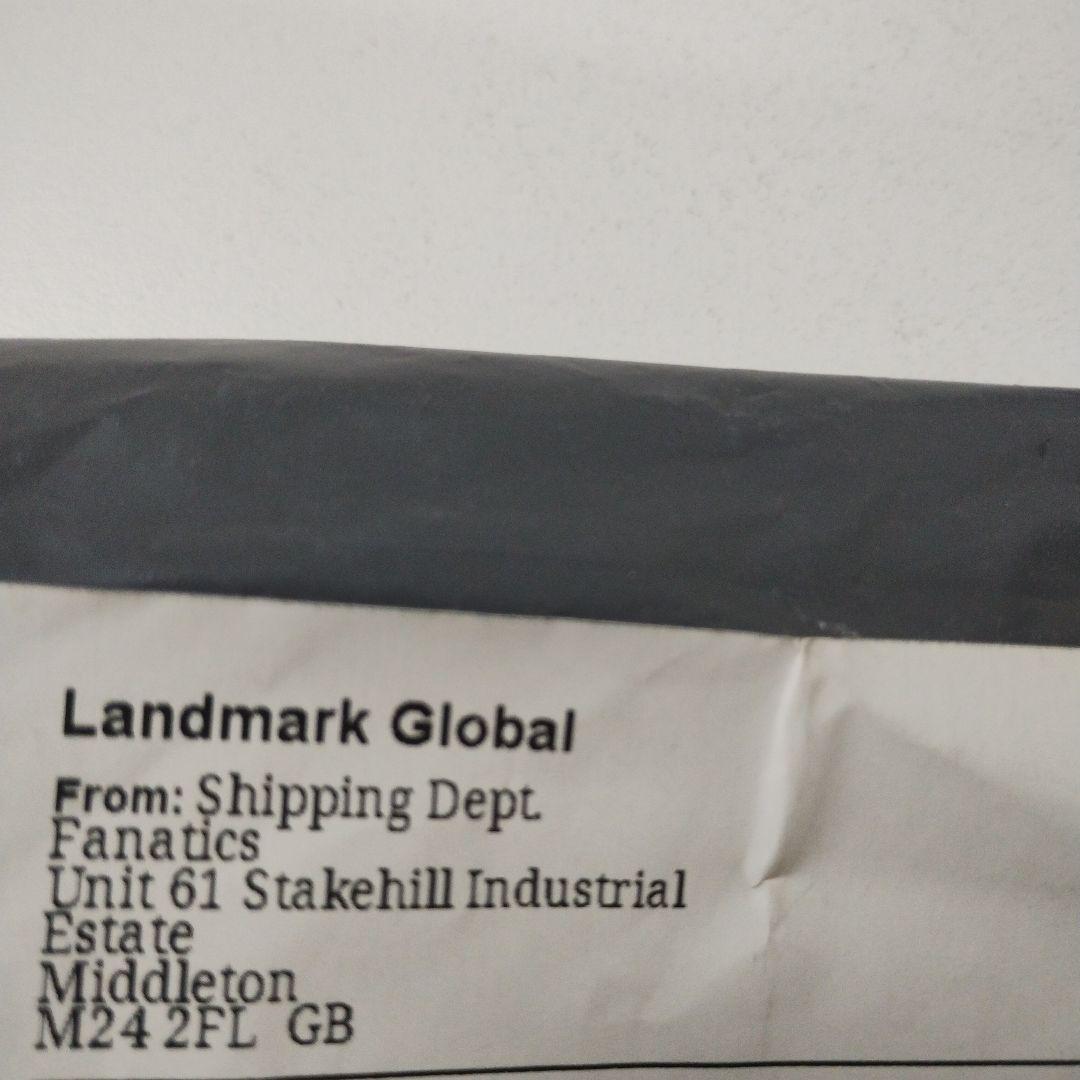 Landmark Global
From: Shipping Dept.
Fanatics
Unit 61 Stakehill Industrial
Estate
Middleton
M24 2FL GB